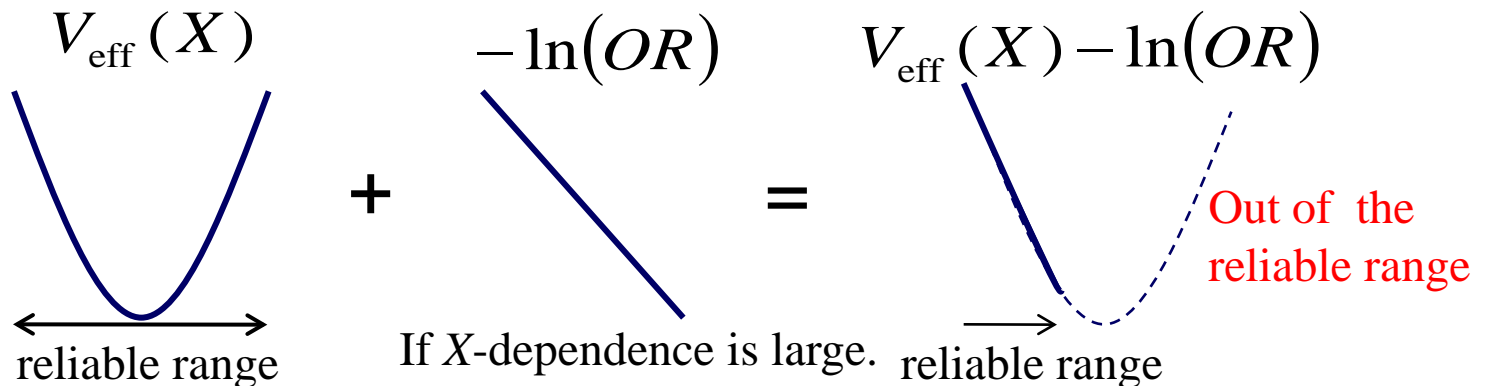 V_eff (X)
− ln(OR)
V_eff (X) − ln(OR)
+
=
Out of the
reliable range
reliable range
If X-dependence is large.
reliable range